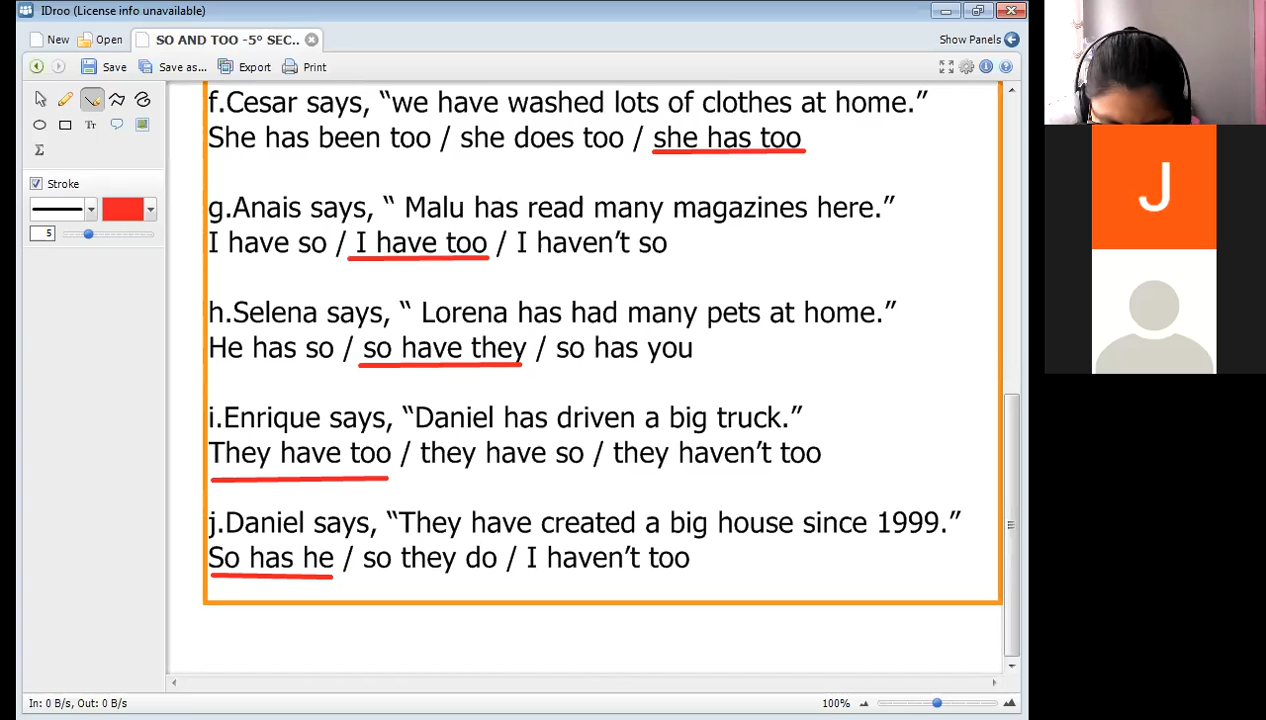 IDroo (License info unavailable)
New Open SO AND TOO -5° SEC.. Show Panels
Save Save as... Export Print
f.Cesar says, “we have washed lots of clothes at home.”
She has been too / she does too / she has too
Tr
Σ
Stroke
g.Anais says, “ Malu has read many magazines here.”
5
I have so / I have too / I haven’t so
h.Selena says, “ Lorena has had many pets at home.”
He has so / so have they / so has you
i.Enrique says, “Daniel has driven a big truck.”
They have too / they have so / they haven’t too
j.Daniel says, “They have created a big house since 1999.”
So has he / so they do / I haven’t too
In: 0 B/s, Out: 0 B/s 100%
J